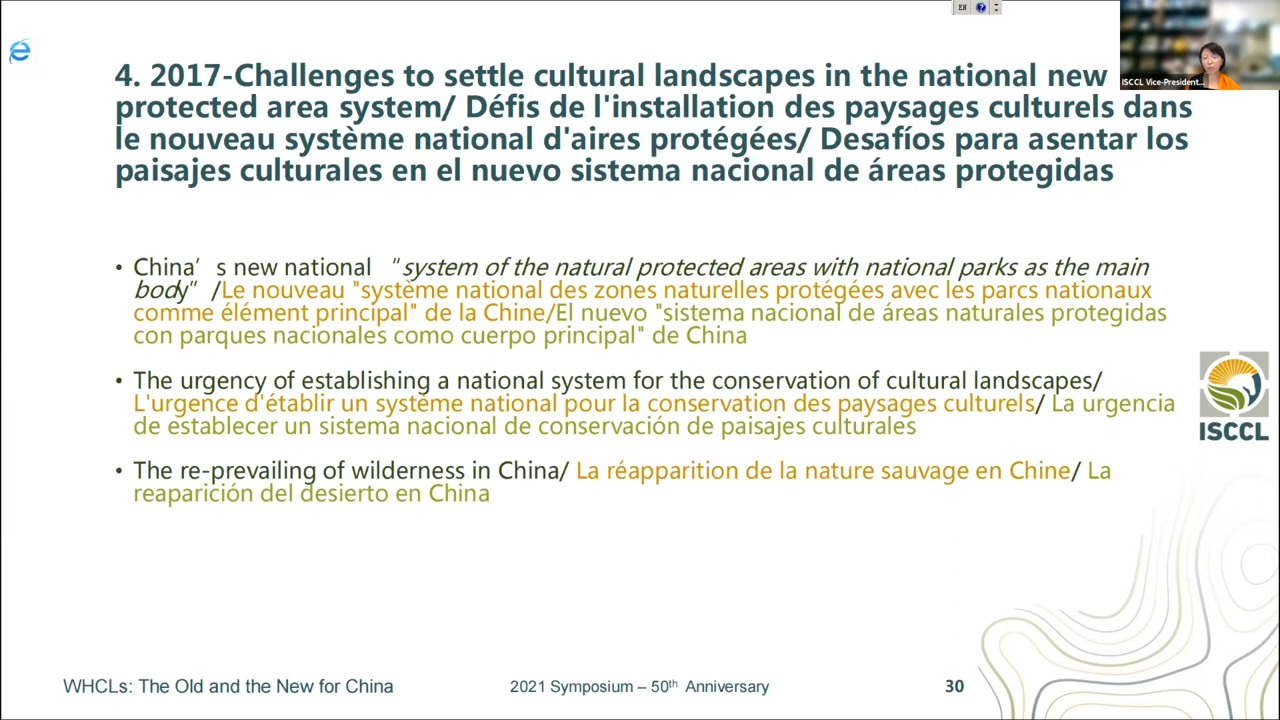 EN
ISCCL Vice-President...
4. 2017-Challenges to settle cultural landscapes in the national new
protected area system/ Défis de l'installation des paysages culturels dans
le nouveau système national d'aires protégées/ Desafíos para asentar los
paisajes culturales en el nuevo sistema nacional de áreas protegidas
• China’s new national “system of the natural protected areas with national parks as the main
body” /Le nouveau "système national des zones naturelles protégées avec les parcs nationaux
comme élément principal" de la Chine/El nuevo "sistema nacional de áreas naturales protegidas
con parques nacionales como cuerpo principal" de China
• The urgency of establishing a national system for the conservation of cultural landscapes/
L'urgence d'établir un système national pour la conservation des paysages culturels/ La urgencia
de establecer un sistema nacional de conservación de paisajes culturales
• The re-prevailing of wilderness in China/ La réapparition de la nature sauvage en Chine/ La
reaparición del desierto en China
ISCCL
WHCLs: The Old and the New for China
2021 Symposium – 50th Anniversary
30